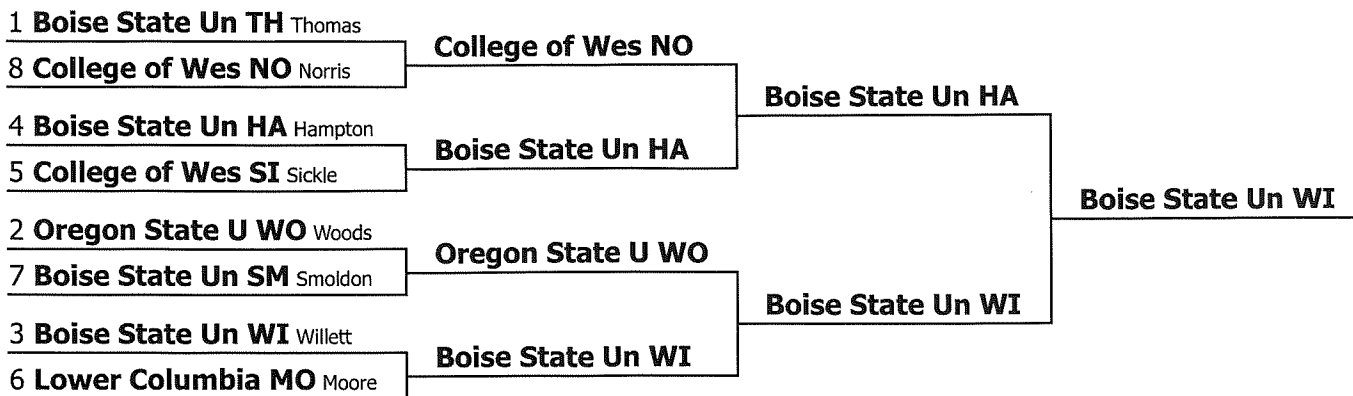 1 Boise State Un TH Thomas
8 College of Wes NO Norris
4 Boise State Un HA Hampton
5 College of Wes SI Sickle
2 Oregon State U WO Woods
7 Boise State Un SM Smoldon
3 Boise State Un WI Willett
6 Lower Columbia MO Moore
College of Wes NO
Boise State Un HA
Oregon State U WO
Boise State Un WI
Boise State Un HA
Boise State Un WI
Boise State Un WI